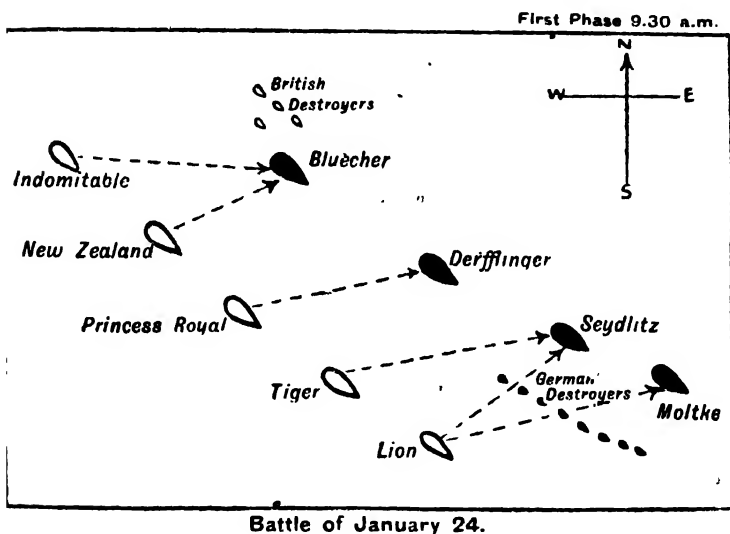 First Phase 9.30 a.m.
N
W E
S
British
Destroyers
Bluècher
Indomitable
New Zealand
Derfflinger
Princess Royal
Seydlitz
German
Destroyers
Tiger
Moltke
Lion
Battle of January 24.